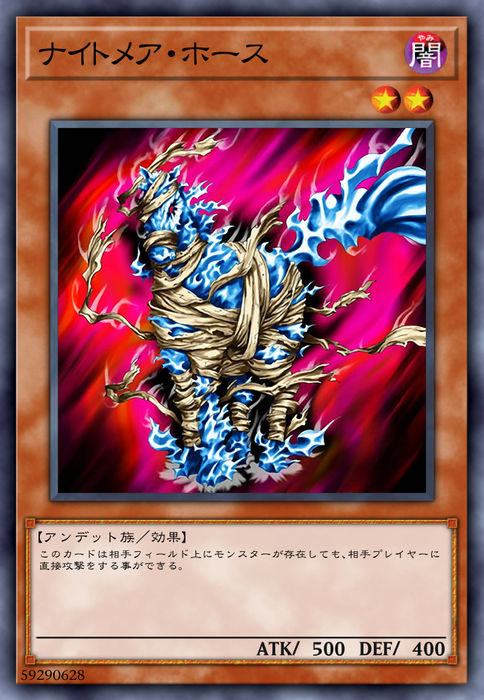 ナイトメア・ホース
やみ
闇
【アンデット族／効果】
このカードは相手フィールド上にモンスターが存在しても、相手プレイヤーに
直接攻撃をする事ができる。
ATK/ 500 DEF/ 400
59290628